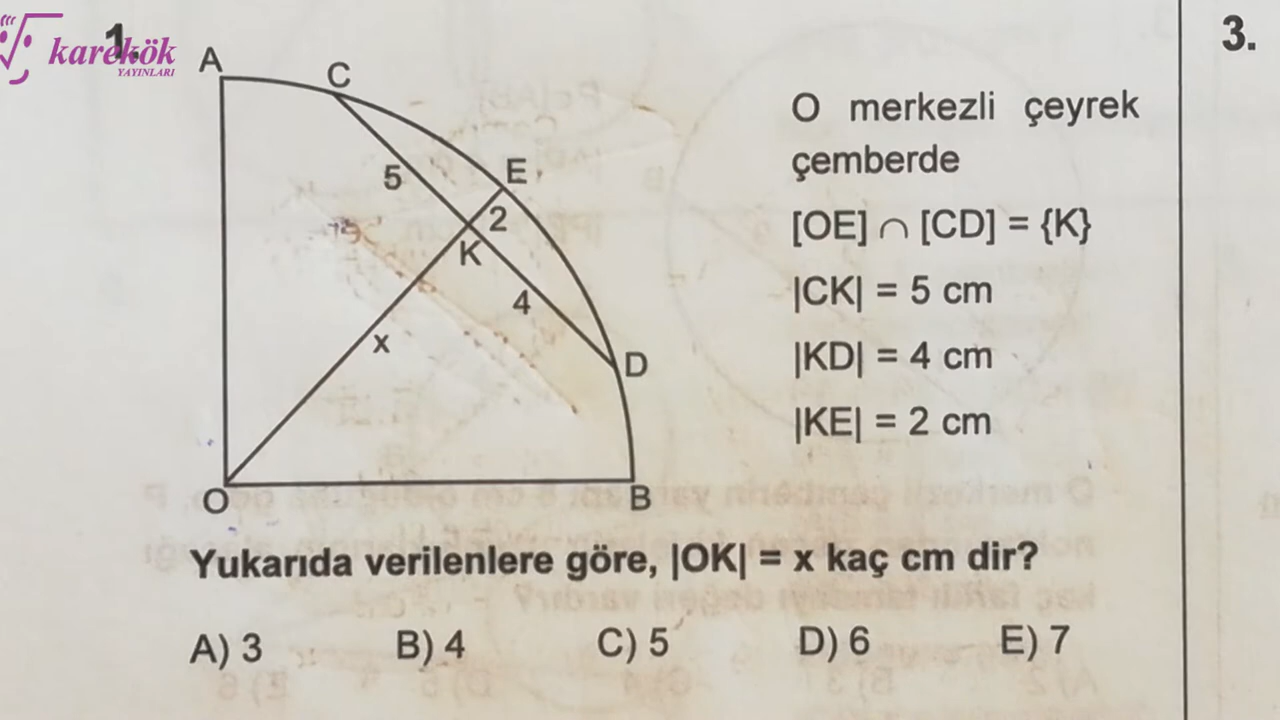 karekök
YAYINLARI
1.
3.
A
C
E
5
2
K
4
x
D
O
B
O merkezli çeyrek
çemberde
[OE] ∩ [CD] = {K}
|CK| = 5 cm
|KD| = 4 cm
|KE| = 2 cm
Yukarıda verilenlere göre, |OK| = x kaç cm dir?
A) 3 B) 4 C) 5 D) 6 E) 7